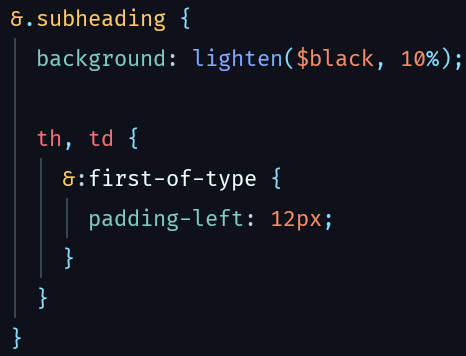 &.subheading {
  background: lighten($black, 10%);

  th, td {
    &:first-of-type {
      padding-left: 12px;
    }
  }
}